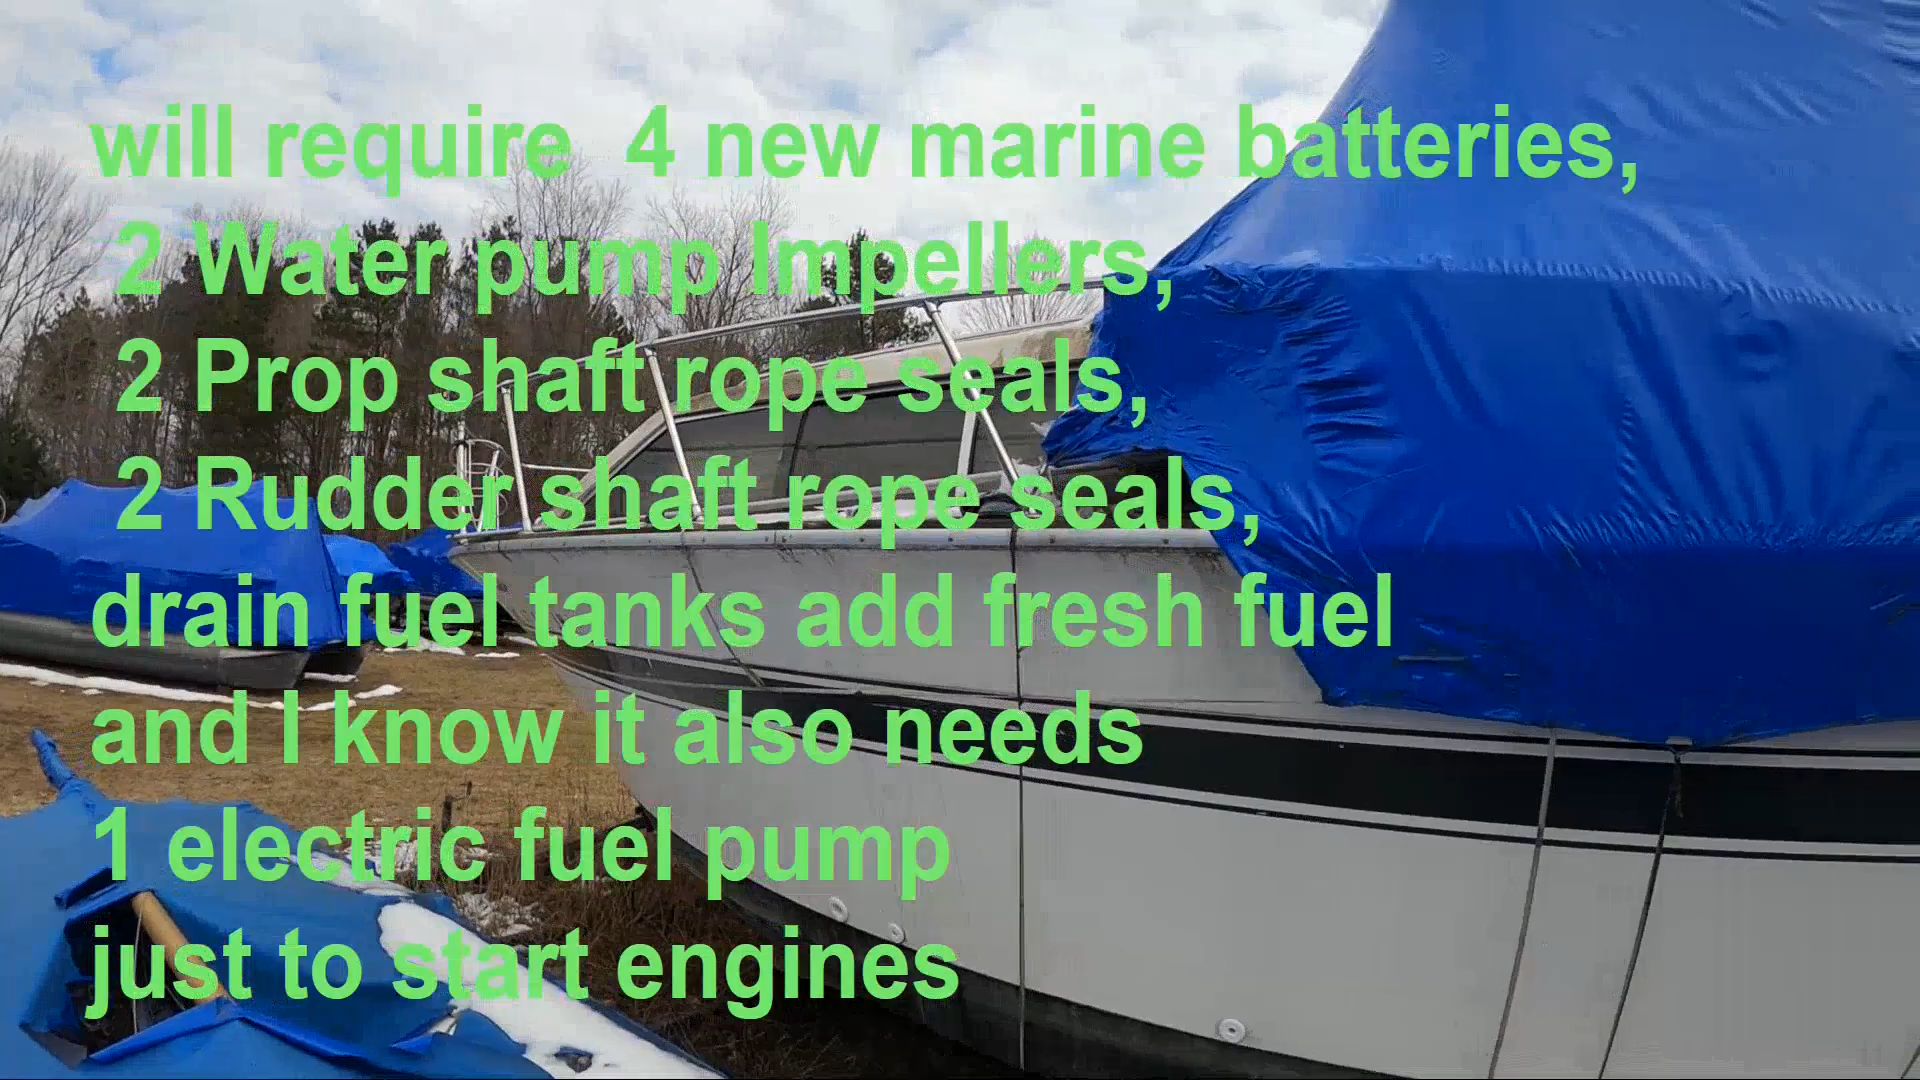 will require  4 new marine batteries,
2 Water pump Impellers,
2 Prop shaft rope seals,
2 Rudder shaft rope seals,
drain fuel tanks add fresh fuel
and I know it also needs
1 electric fuel pump
just to start engines